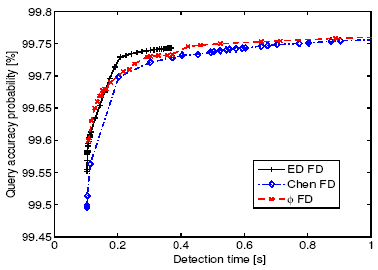 99.8
99.75
99.7
99.65
99.6
99.55
99.5
99.45
Query accuracy probability [%]
ED FD
Chen FD
ϕ FD
0 0.2 0.4 0.6 0.8 1
Detection time [s]